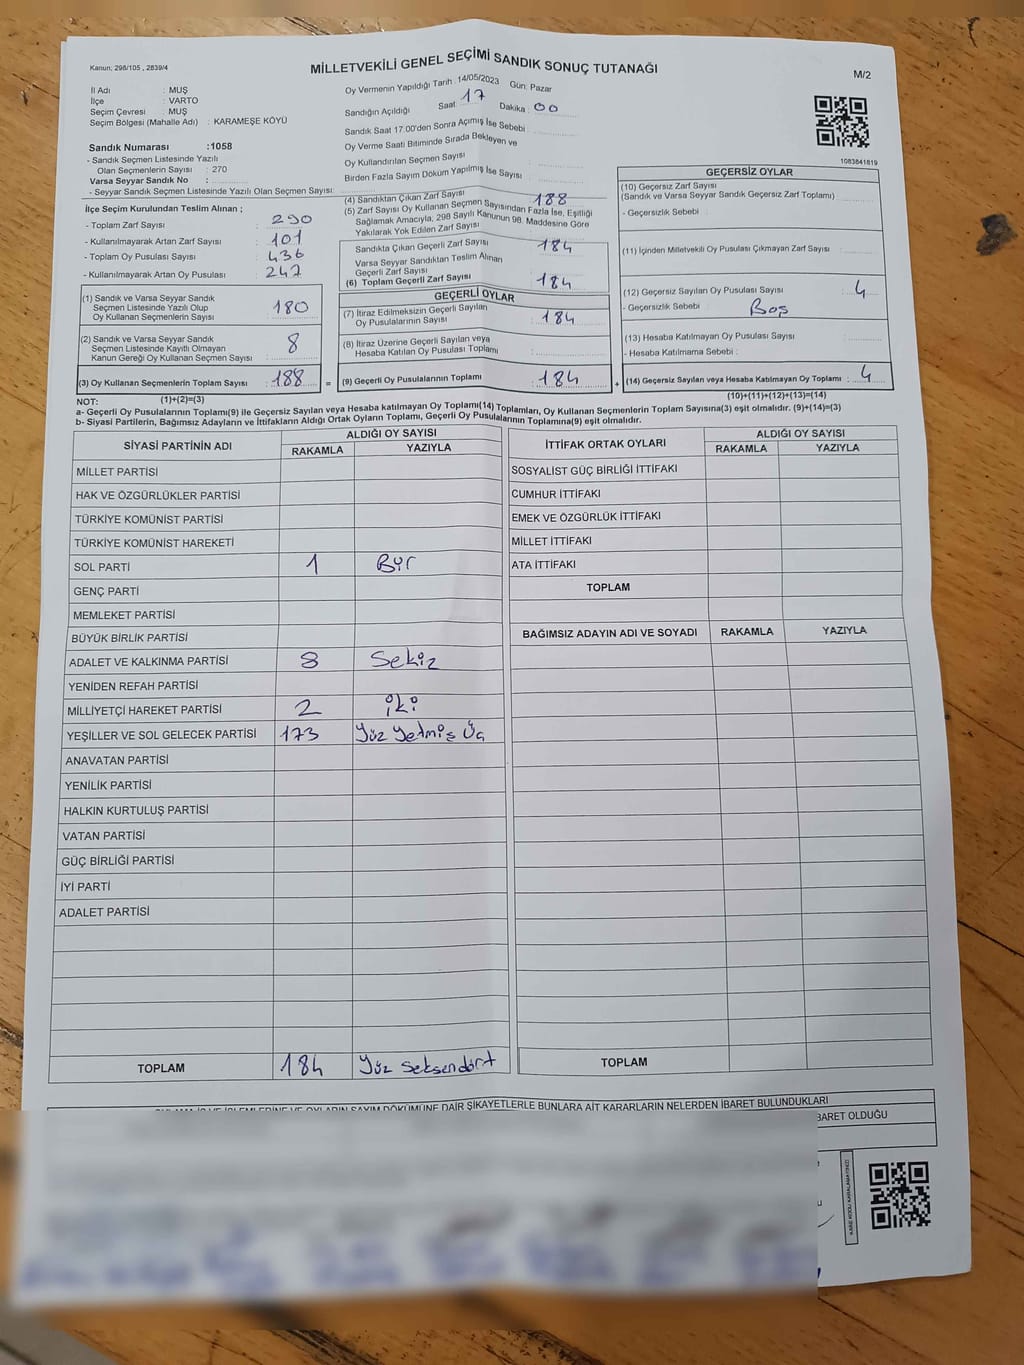 Kanun; 298/105 , 2839/4
MİLLETVEKİLİ GENEL SEÇİMİ SANDIK SONUÇ TUTANAĞI
M/2
İl Adı : MUŞ
İlçe : VARTO
Seçim Çevresi : MUŞ
Seçim Bölgesi (Mahalle Adı) : KARAMEŞE KÖYÜ
Sandık Numarası :1058
- Sandık Seçmen Listesinde Yazılı
Olan Seçmenlerin Sayısı : 270
Varsa Seyyar Sandık No :
- Seyyar Sandık Seçmen Listesinde Yazılı Olan Seçmen Sayısı:
Oy Vermenin Yapıldığı Tarih : 14/05/2023 Gün: Pazar
Sandığın Açıldığı Saat : 17 Dakika : 00
Sandık Saat 17:00'den Sonra Açımış İse Sebebi :
Oy Verme Saati Bitiminde Sırada Bekleyen ve
Oy Kullandırılan Seçmen Sayısı :
Birden Fazla Sayım Döküm Yapılmış İse Sayısı :
1083841819
İlçe Seçim Kurulundan Teslim Alınan ;
- Toplam Zarf Sayısı : 290
- Kullanılmayarak Artan Zarf Sayısı : 101
- Toplam Oy Pusulası Sayısı : 436
- Kullanılmayarak Artan Oy Pusulası : 247
(1) Sandık ve Varsa Seyyar Sandık
Seçmen Listesinde Yazılı Olup
Oy Kullanan Seçmenlerin Sayısı : 180
(2) Sandık ve Varsa Seyyar Sandık
Seçmen Listesinde Kayıtlı Olmayan
Kanun Gereği Oy Kullanan Seçmen Sayısı : 8
(3) Oy Kullanan Seçmenlerin Toplam Sayısı : 188
(1)+(2)=(3)
(4) Sandıktan Çıkan Zarf Sayısı : 188
(5) Zarf Sayısı Oy Kullanan Seçmen Sayısından Fazla İse, Eşitliği
Sağlamak Amacıyla; 298 Sayılı Kanunun 98. Maddesine Göre
Yakılarak Yok Edilen Zarf Sayısı :
Sandıkta Çıkan Geçerli Zarf Sayısı : 184
Varsa Seyyar Sandıktan Teslim Alınan
Geçerli Zarf Sayısı
(6) Toplam Geçerli Zarf Sayısı : 184
GEÇERLİ OYLAR
(7) İtiraz Edilmeksizin Geçerli Sayılan
Oy Pusulalarının Sayısı : 184
(8) İtiraz Üzerine Geçerli Sayılan veya
Hesaba Katılan Oy Pusulası Toplamı :
= (9) Geçerli Oy Pusulalarının Toplamı : 184
GEÇERSİZ OYLAR
(10) Geçersiz Zarf Sayısı
(Sandık ve Varsa Seyyar Sandık Geçersiz Zarf Toplamı) :
- Geçersizlik Sebebi :
(11) İçinden Milletvekili Oy Pusulası Çıkmayan Zarf Sayısı :
(12) Geçersiz Sayılan Oy Pusulası Sayısı : 4
- Geçersizlik Sebebi : Boş
(13) Hesaba Katılmayan Oy Pusulası Sayısı :
- Hesaba Katılmama Sebebi :
+ (14) Geçersiz Sayılan veya Hesaba Katılmayan Oy Toplamı : 4
(10)+(11)+(12)+(13)=(14)
NOT:
a- Geçerli Oy Pusulaları Toplamı(9) ile Geçersiz Sayılan veya Hesaba katılmayan Oy Toplamı(14) Toplamları, Oy Kullanan Seçmenlerin Toplam Sayısına(3) eşit olmalıdır. (9)+(14)=(3)
b- Siyasi Partilerin, Bağımsız Adayların ve İttifakların Aldığı Ortak Oyların Toplamı, Geçerli Oy Pusulalarının Toplamına(9) eşit olmalıdır.
SİYASİ PARTİNİN ADI
ALDIĞI OY SAYISI
RAKAMLA YAZIYLA
MİLLET PARTİSİ
HAK VE ÖZGÜRLÜKLER PARTİSİ
TÜRKİYE KOMÜNİST PARTİSİ
TÜRKİYE KOMÜNİST HAREKETİ
SOL PARTİ 1 Bir
GENÇ PARTİ
MEMLEKET PARTİSİ
BÜYÜK BİRLİK PARTİSİ
ADALET VE KALKINMA PARTİSİ 8 Sekiz
YENİDEN REFAH PARTİSİ
MİLLİYETÇİ HAREKET PARTİSİ 2 iki
YEŞİLLER VE SOL GELECEK PARTİSİ 173 Yüz Yetmiş Üç
ANAVATAN PARTİSİ
YENİLİK PARTİSİ
HALKIN KURTULUŞ PARTİSİ
VATAN PARTİSİ
GÜÇ BİRLİĞİ PARTİSİ
İYİ PARTİ
ADALET PARTİSİ
TOPLAM 184 Yüz Seksendört
İTTİFAK ORTAK OYLARI
ALDIĞI OY SAYISI
RAKAMLA YAZIYLA
SOSYALİST GÜÇ BİRLİĞİ İTTİFAKI
CUMHUR İTTİFAKI
EMEK VE ÖZGÜRLÜK İTTİFAKI
MİLLET İTTİFAKI
ATA İTTİFAKI
TOPLAM
BAĞIMSIZ ADAYIN ADI VE SOYADI RAKAMLA YAZIYLA
TOPLAM
DÖKÜMÜNE DAİR ŞİKAYETLERLE BUNLARA AİT KARARLARIN NELERDEN İBARET BULUNDUKLARI
BARET OLDUĞU